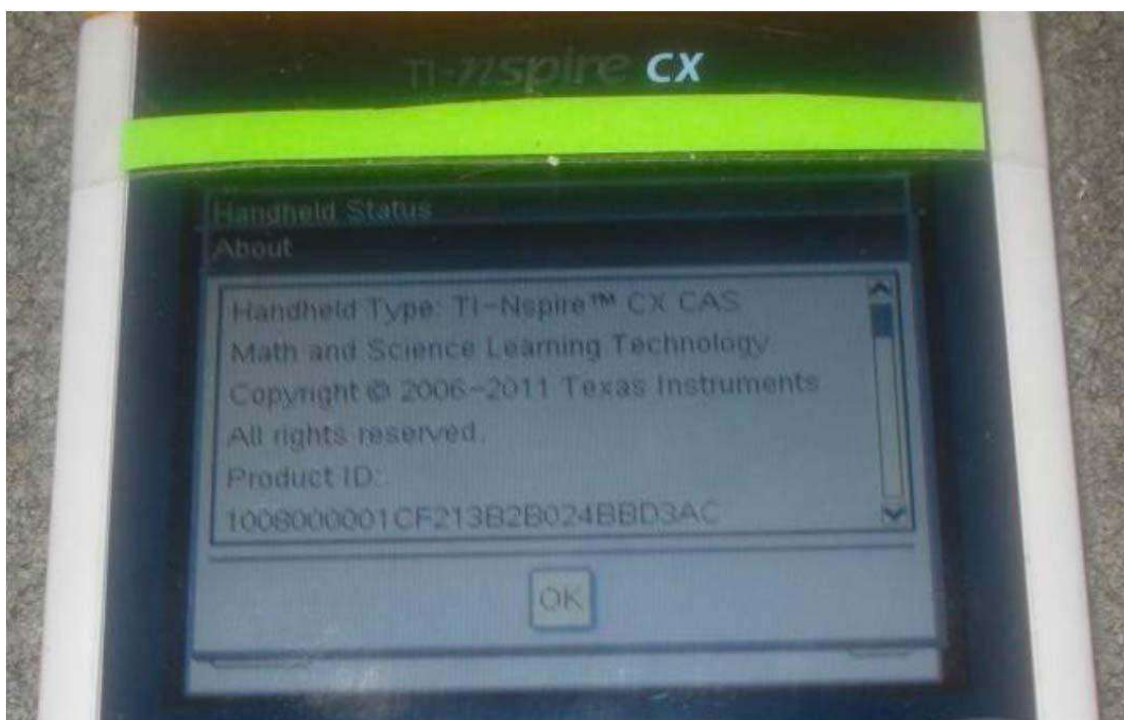 TI-nspire CX
Handheld Status
About
Handheld Type: TI-Nspire™ CX CAS
Math and Science Learning Technology
Copyright © 2006-2011 Texas Instruments
All rights reserved.
Product ID:
1008000001CF213B2B024BBD3AC
OK